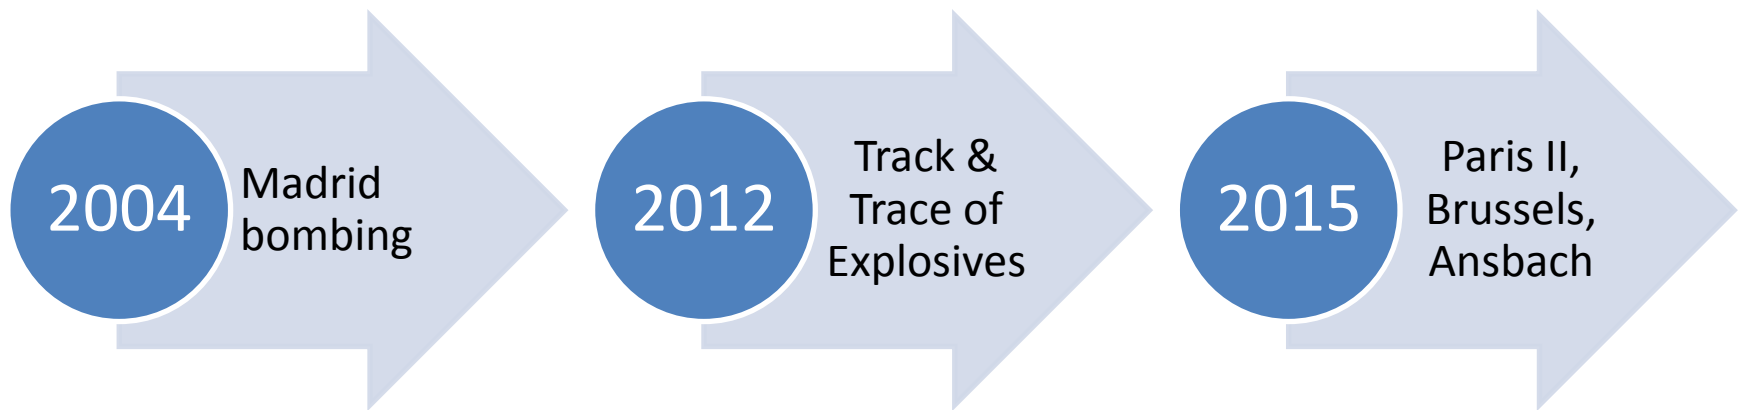 2004
Madrid
bombing
2012
Track &
Trace of
Explosives
2015
Paris II,
Brussels,
Ansbach